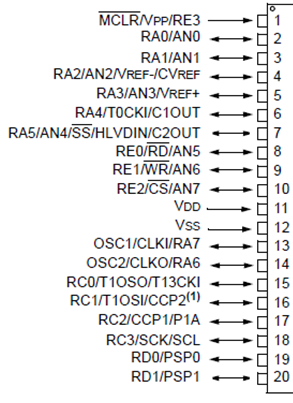 MCLR/VPP/RE3 1
RA0/AN0 2
RA1/AN1 3
RA2/AN2/VREF-/CVREF 4
RA3/AN3/VREF+ 5
RA4/T0CKI/C1OUT 6
RA5/AN4/SS/HLVDIN/C2OUT 7
RE0/RD/AN5 8
RE1/WR/AN6 9
RE2/CS/AN7 10
VDD 11
VSS 12
OSC1/CLKI/RA7 13
OSC2/CLKO/RA6 14
RC0/T1OSO/T13CKI 15
RC1/T1OSI/CCP2(1) 16
RC2/CCP1/P1A 17
RC3/SCK/SCL 18
RD0/PSP0 19
RD1/PSP1 20